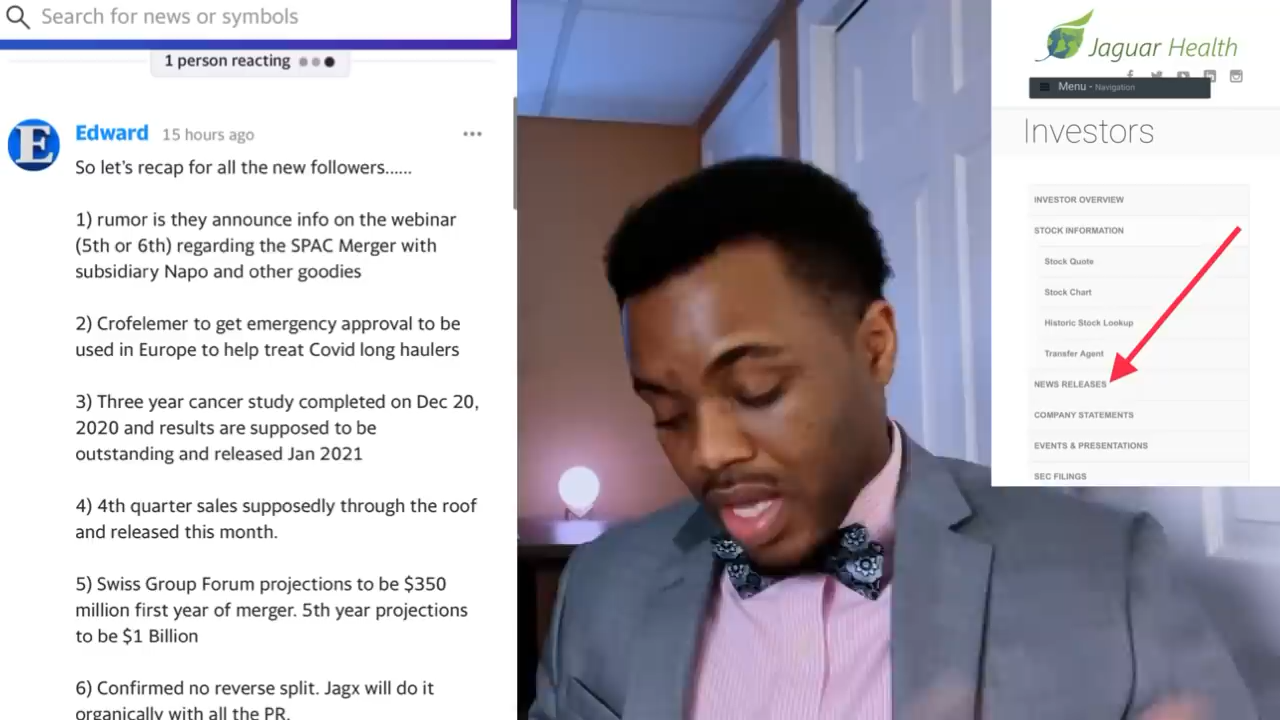 Search for news or symbols
1 person reacting
E
Edward 15 hours ago
So let's recap for all the new followers......
1) rumor is they announce info on the webinar
(5th or 6th) regarding the SPAC Merger with
subsidiary Napo and other goodies
2) Crofelemer to get emergency approval to be
used in Europe to help treat Covid long haulers
3) Three year cancer study completed on Dec 20,
2020 and results are supposed to be
outstanding and released Jan 2021
4) 4th quarter sales supposedly through the roof
and released this month.
5) Swiss Group Forum projections to be $350
million first year of merger. 5th year projections
to be $1 Billion
6) Confirmed no reverse split. Jagx will do it
organically with all the PR.
Jaguar Health
Menu - Navigation
Investors
INVESTOR OVERVIEW
STOCK INFORMATION
Stock Quote
Stock Chart
Historic Stock Lookup
Transfer Agent
NEWS RELEASES
COMPANY STATEMENTS
EVENTS & PRESENTATIONS
SEC FILINGS